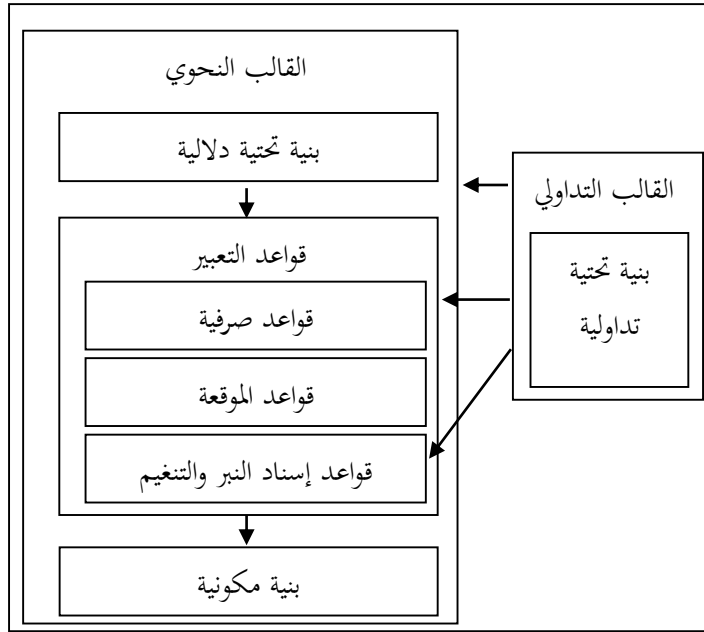 القالب النحوي
بنية تحتية دلالية
قواعد التعبير
قواعد صرفية
قواعد الموقعة
قواعد إسناد النبر والتنغيم
بنية مكونية
القالب التداولي
بنية تحتية
تداولية